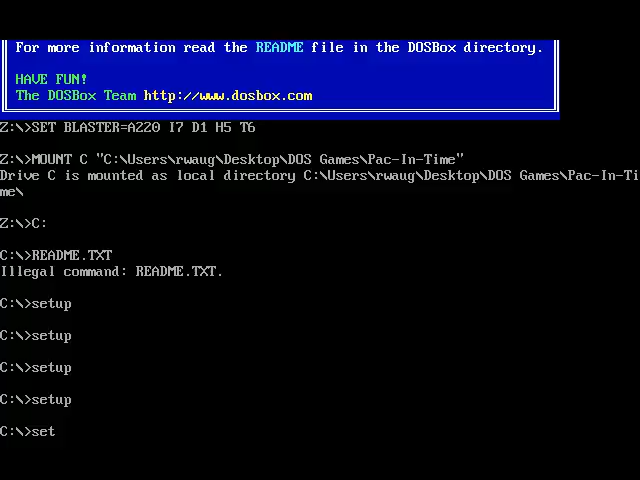 For more information read the README file in the DOSBox directory.
HAVE FUN!
The DOSBox Team http://www.dosbox.com
Z:\>SET BLASTER=A220 I7 D1 H5 T6
Z:\>MOUNT C "C:\Users\rwaug\Desktop\DOS Games\Pac-In-Time"
Drive C is mounted as local directory C:\Users\rwaug\Desktop\DOS Games\Pac-In-Ti
me\
Z:\>C:
C:\>README.TXT
Illegal command: README.TXT.
C:\>setup
C:\>setup
C:\>setup
C:\>setup
C:\>set